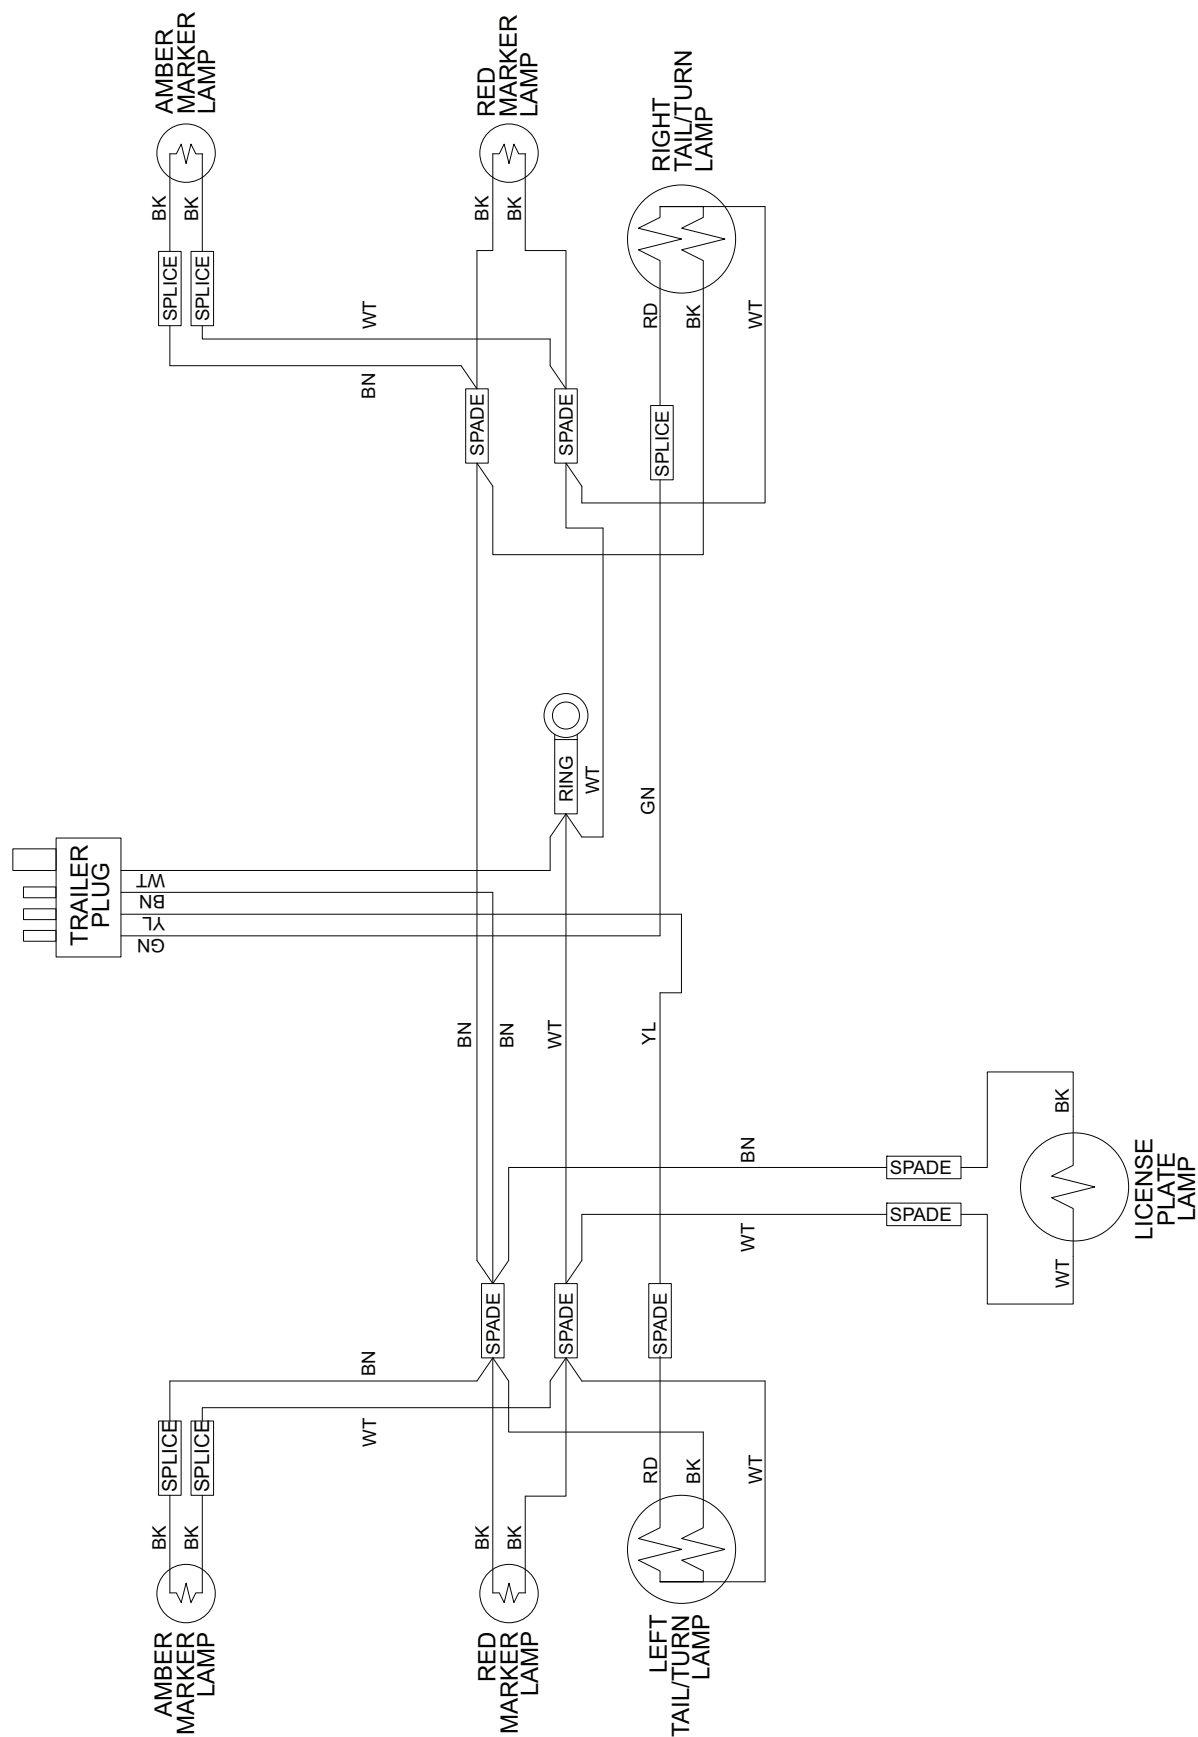 AMBER
MARKER
LAMP
RED
MARKER
LAMP
RIGHT
TAIL/TURN
LAMP
BK
BK
BK
BK
SPLICE
SPLICE
WT
BN
RD
BK
WT
SPADE
SPADE
SPLICE
RING
WT
GN
TRAILER
PLUG
WT
BN
YL
GN
BN
BN
WT
YL
BN
WT
SPADE
SPADE
BK
WT
LICENSE
PLATE
LAMP
SPADE
SPADE
SPADE
BN
WT
SPLICE
SPLICE
RD
BK
WT
BK
BK
BK
BK
AMBER
MARKER
LAMP
RED
MARKER
LAMP
LEFT
TAIL/TURN
LAMP